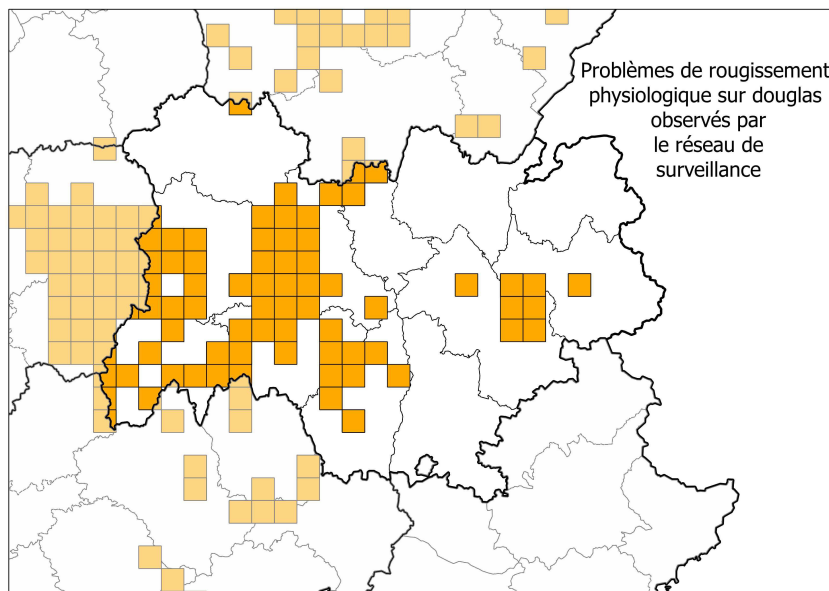 Problèmes de rougissement
physiologique sur douglas
observés par
le réseau de
surveillance